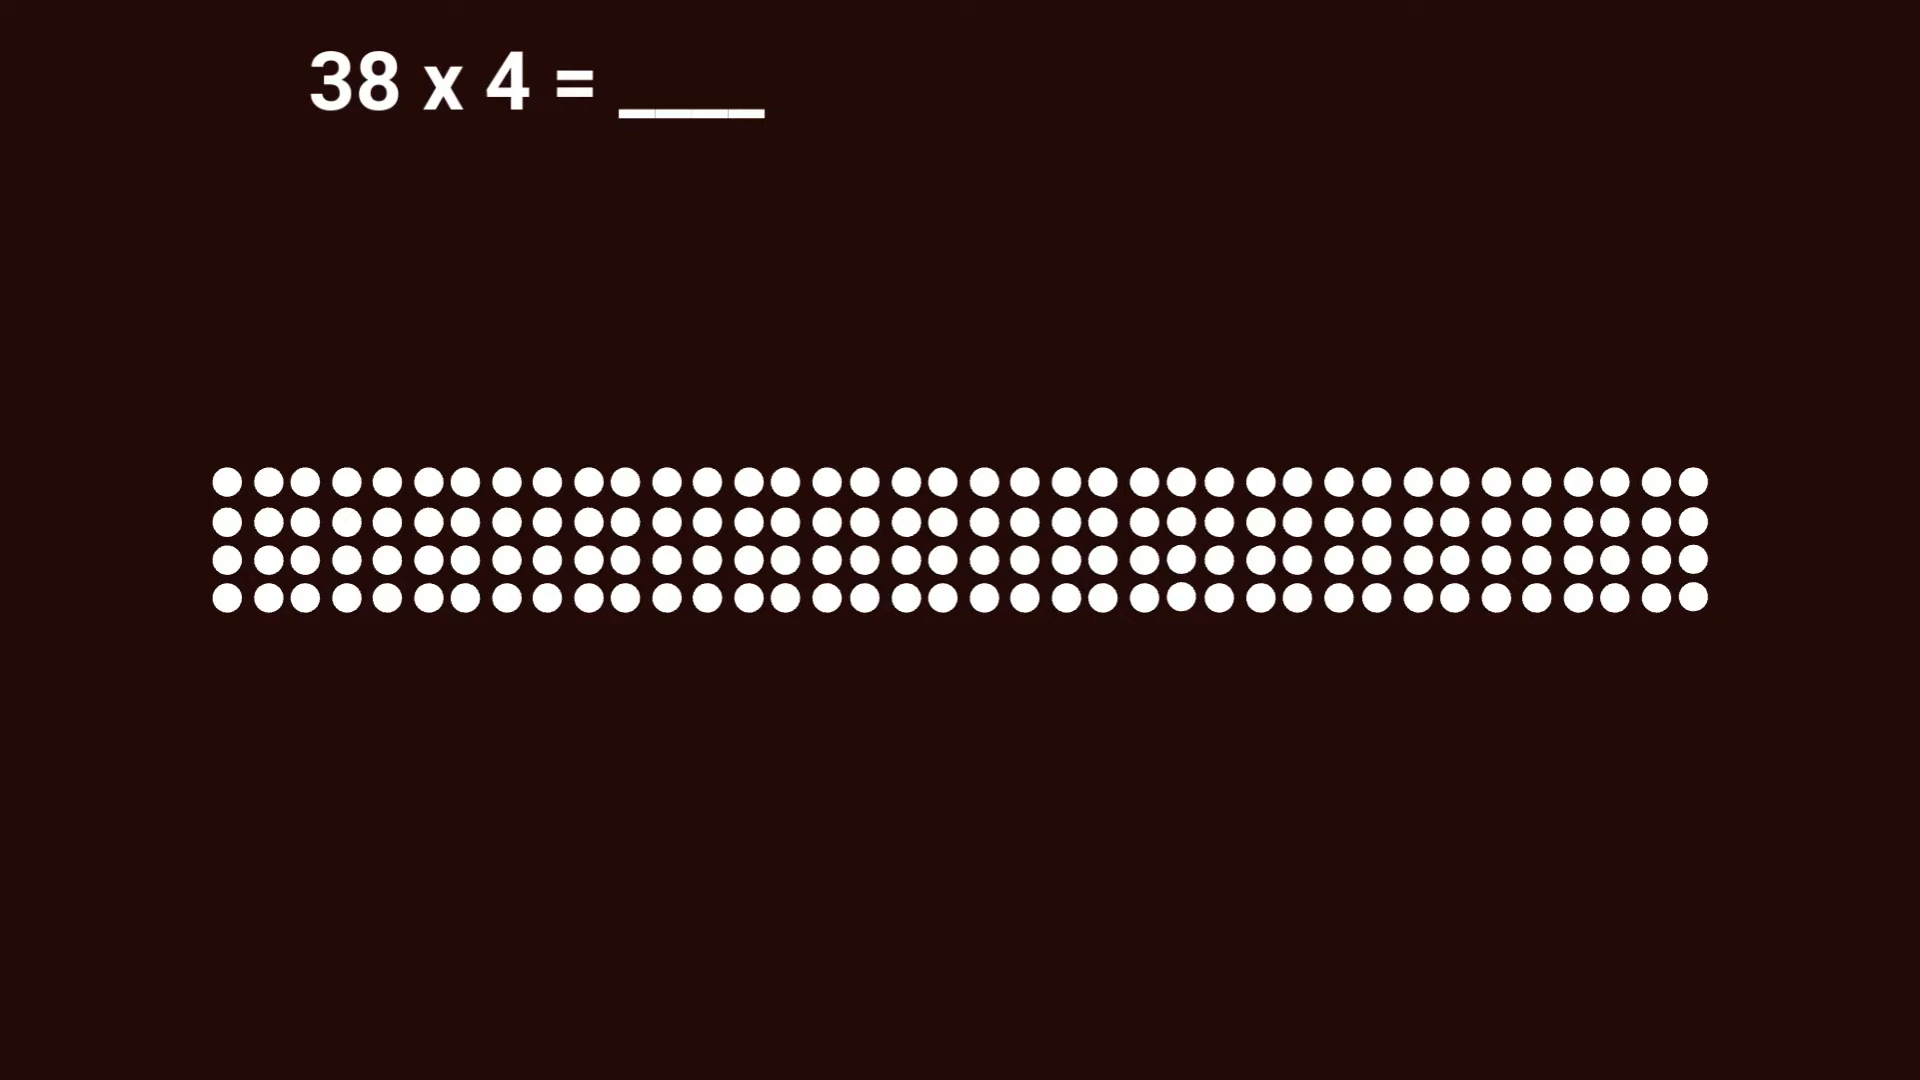 38 x 4 = ____